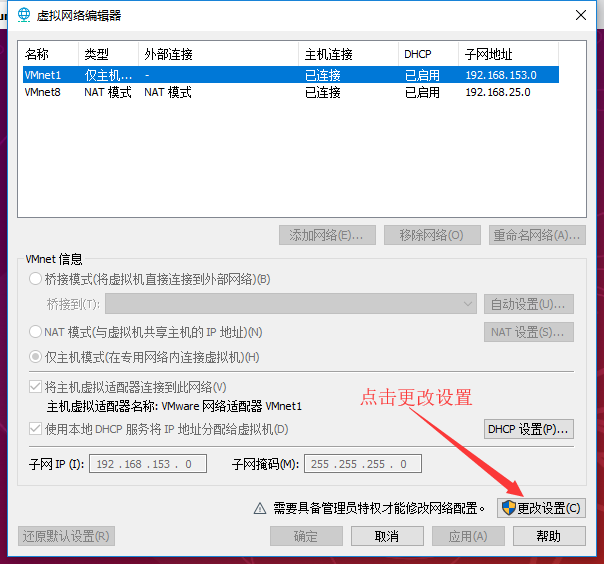 虚拟网络编辑器
名称 类型 外部连接 主机连接 DHCP 子网地址
VMnet1 仅主机... - 已连接 已启用 192.168.153.0
VMnet8 NAT 模式 NAT 模式 已连接 已启用 192.168.25.0
添加网络(E)... 移除网络(O) 重命名网络(A)...
VMnet 信息
桥接模式(将虚拟机直接连接到外部网络)(B)
桥接到(T): 自动设置(U)...
NAT 模式(与虚拟机共享主机的 IP 地址)(N) NAT 设置(S)...
仅主机模式(在专用网络内连接虚拟机)(H)
将主机虚拟适配器连接到此网络(V)
点击更改设置
主机虚拟适配器名称: VMware 网络适配器 VMnet1
使用本地 DHCP 服务将 IP 地址分配给虚拟机(D) DHCP 设置(P)...
子网 IP (I): 192 . 168 . 153 . 0 子网掩码(M): 255 . 255 . 255 . 0
需要具备管理员特权才能修改网络配置。 更改设置(C)
还原默认设置(R) 确定 取消 应用(A) 帮助